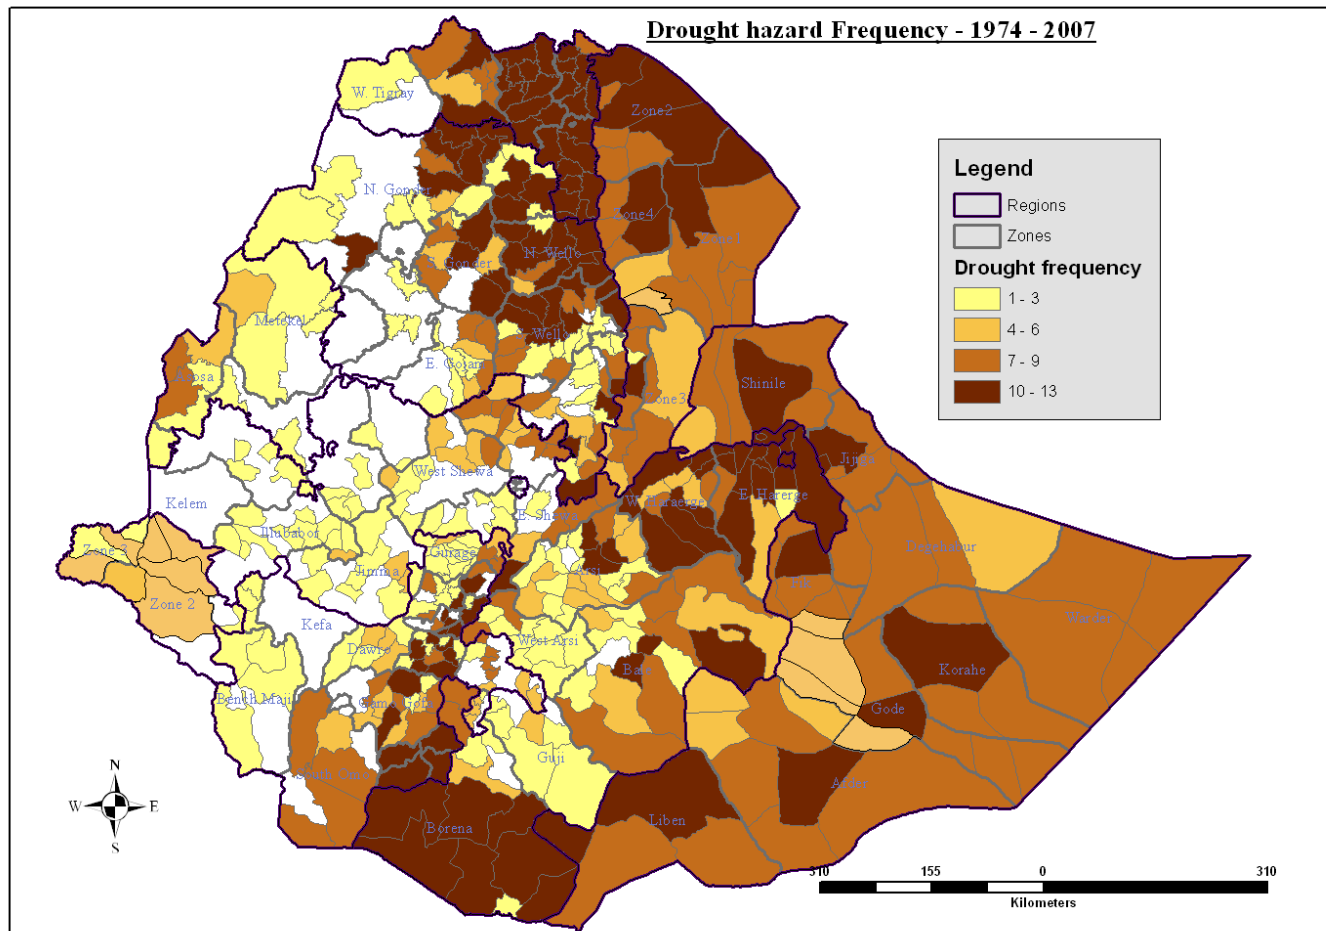 Drought hazard Frequency - 1974 - 2007
W. Tigray
Zone2
N. Gonder
Zone4
Zone1
S. Gonder
N. Wello
Metekel
S. Wello
E. Gojam
Shinile
Zone3
West Shewa
Jijiga
W. Hararge
E. Harerge
Kelem
E. Shewa
Illubabor
Degehabur
Zone 3
Gurage
Jimma
Arsi
Fik
Zone 2
Kefa
Warder
Dawro
West Arsi
Bale
Korahe
Bench Maji
Gamo Gofa
Gode
Guji
South Omo
Afder
Liben
Borena
Legend
Regions
Zones
Drought frequency
1 - 3
4 - 6
7 - 9
10 - 13
N
W
E
S
310
155
0
310
Kilometers